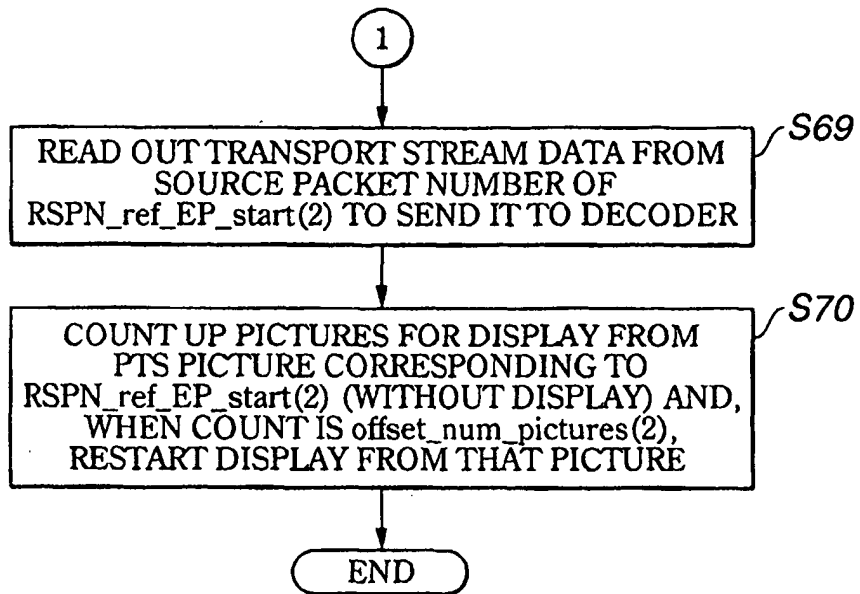 1
READ OUT TRANSPORT STREAM DATA FROM
SOURCE PACKET NUMBER OF
RSPN_ref_EP_start(2) TO SEND IT TO DECODER
S69
COUNT UP PICTURES FOR DISPLAY FROM
PTS PICTURE CORRESPONDING TO
RSPN_ref_EP_start(2) (WITHOUT DISPLAY) AND,
WHEN COUNT IS offset_num_pictures(2),
RESTART DISPLAY FROM THAT PICTURE
S70
END